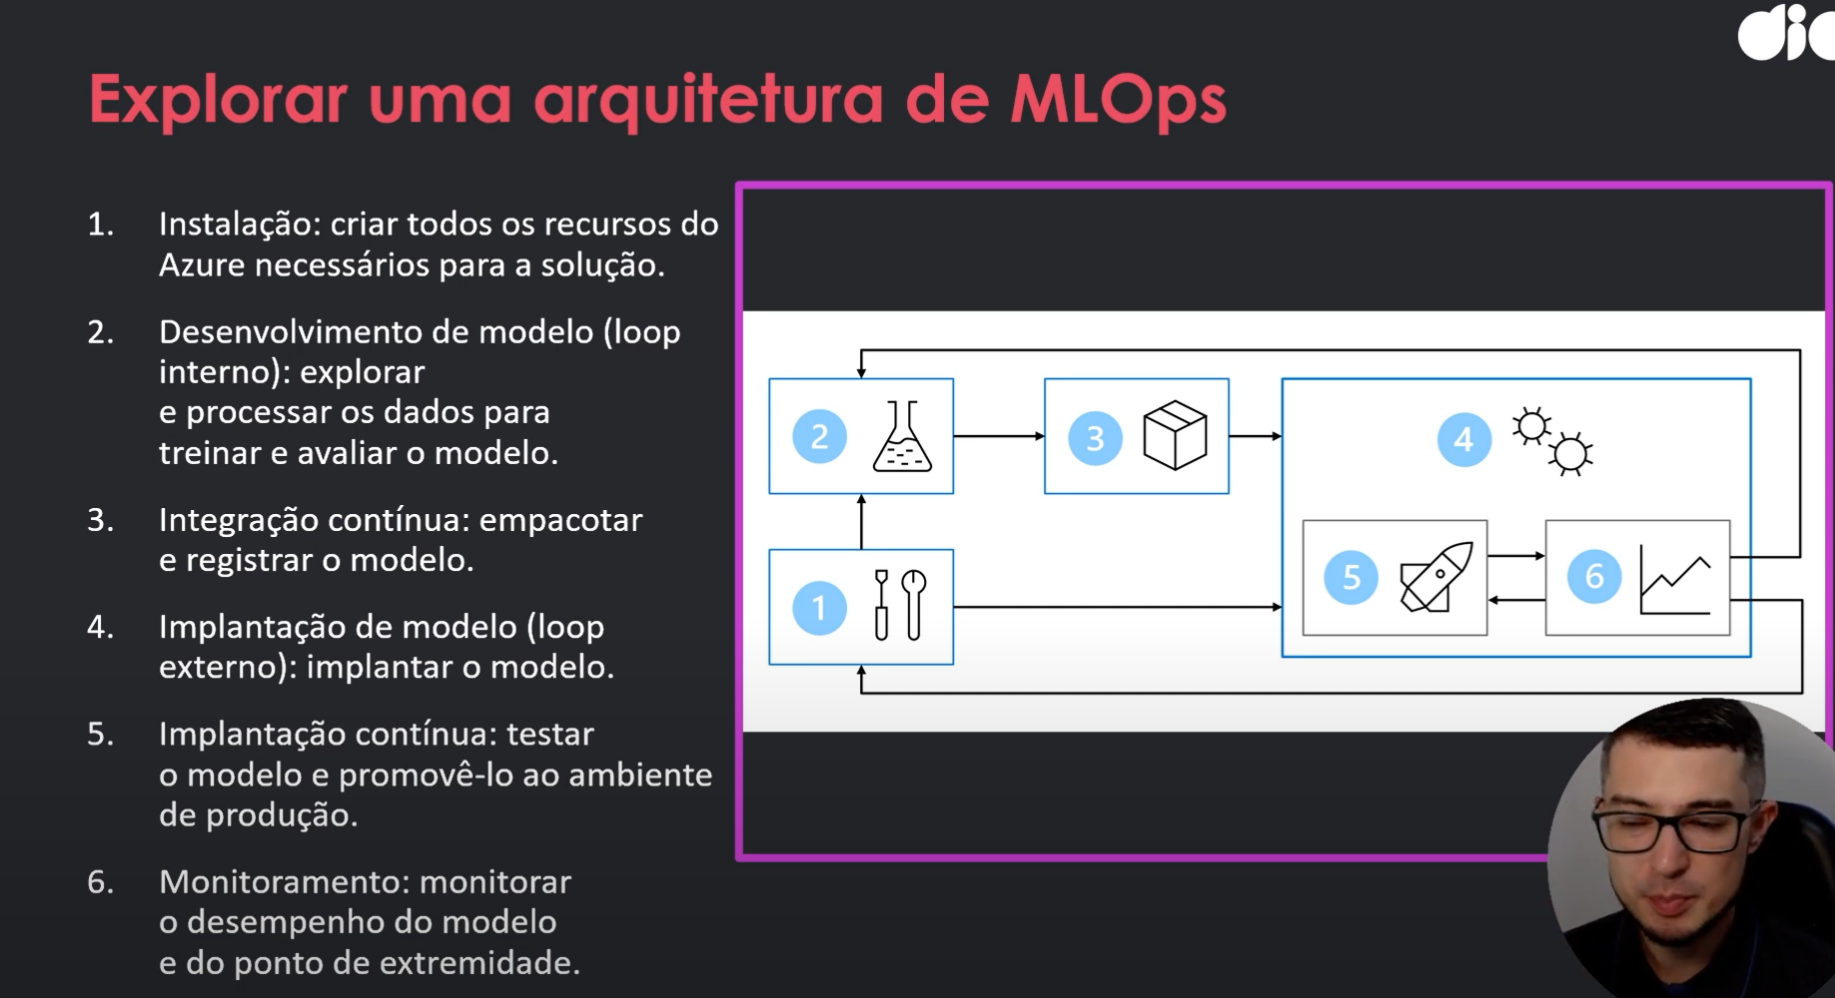 Explorar uma arquitetura de MLOps
1. Instalação: criar todos os recursos do
Azure necessários para a solução.
2. Desenvolvimento de modelo (loop
interno): explorar
e processar os dados para
treinar e avaliar o modelo.
3. Integração contínua: empacotar
e registrar o modelo.
4. Implantação de modelo (loop
externo): implantar o modelo.
5. Implantação contínua: testar
o modelo e promovê-lo ao ambiente
de produção.
6. Monitoramento: monitorar
o desempenho do modelo
e do ponto de extremidade.
2
3
4
5
6
1